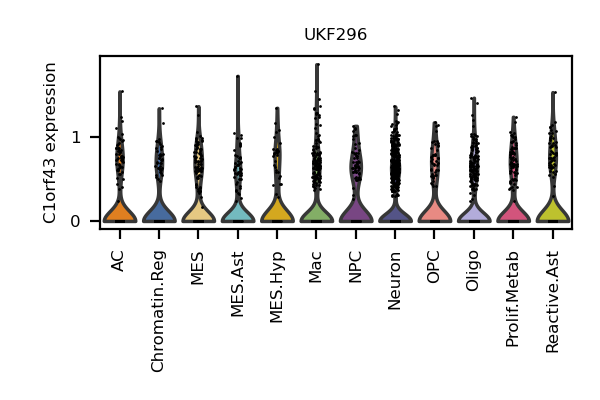 UKF296
C1orf43 expression
1
0
AC
Chromatin.Reg
MES
MES.Ast
MES.Hyp
Mac
NPC
Neuron
OPC
Oligo
Prolif.Metab
Reactive.Ast